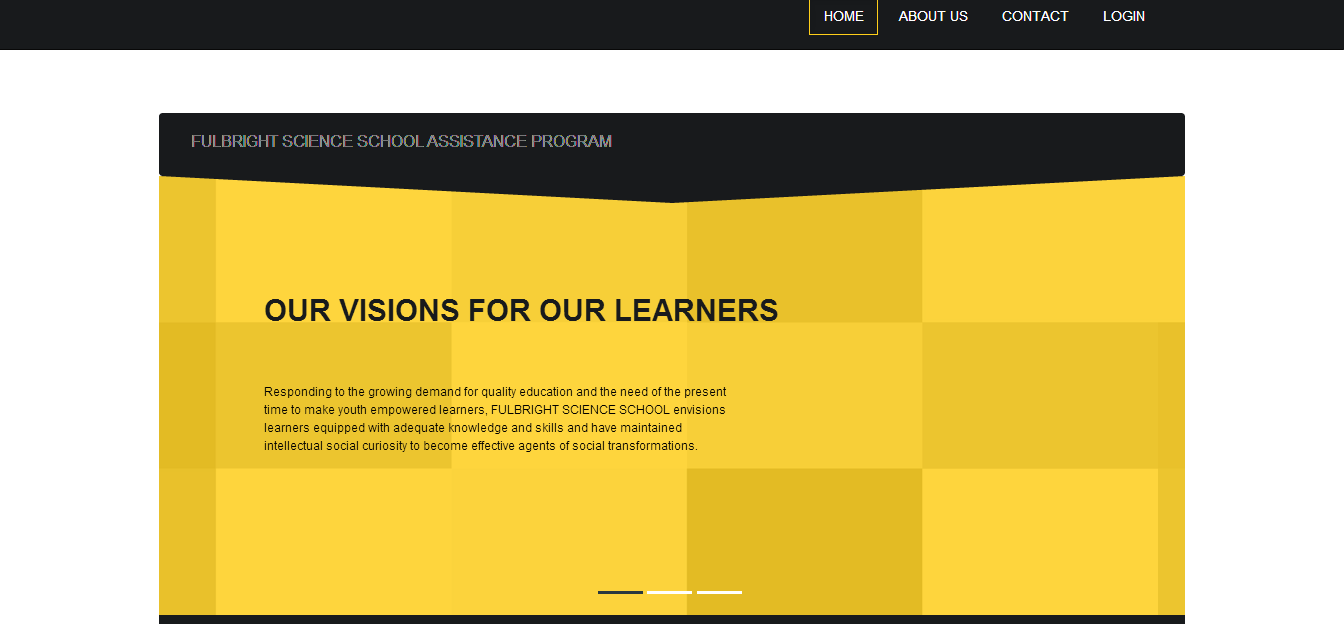 HOME ABOUT US CONTACT LOGIN
FULBRIGHT SCIENCE SCHOOL ASSISTANCE PROGRAM
OUR VISIONS FOR OUR LEARNERS
Responding to the growing demand for quality education and the need of the present
time to make youth empowered learners, FULBRIGHT SCIENCE SCHOOL envisions
learners equipped with adequate knowledge and skills and have maintained
intellectual social curiosity to become effective agents of social transformations.